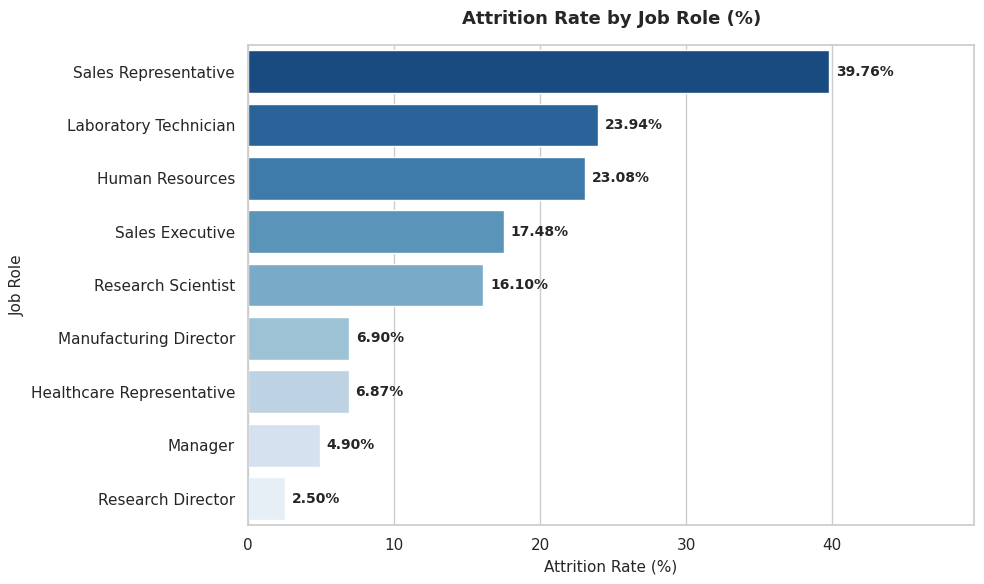 Attrition Rate by Job Role (%)
Job Role
Sales Representative 39.76%
Laboratory Technician 23.94%
Human Resources 23.08%
Sales Executive 17.48%
Research Scientist 16.10%
Manufacturing Director 6.90%
Healthcare Representative 6.87%
Manager 4.90%
Research Director 2.50%
0 10 20 30 40
Attrition Rate (%)